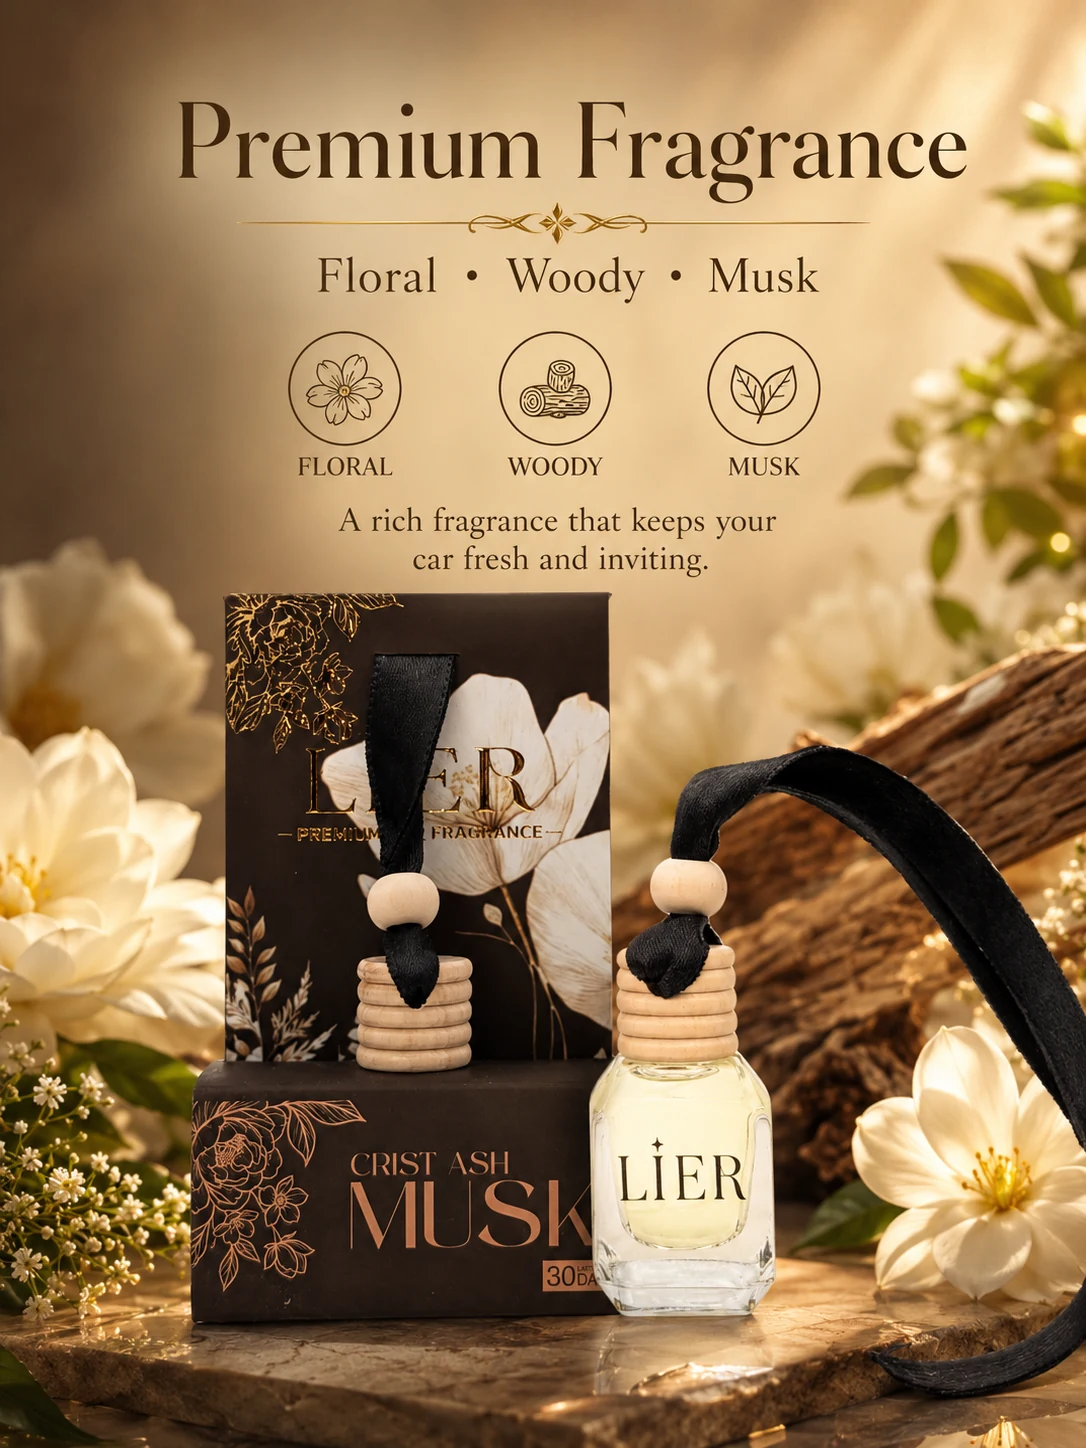 Premium Fragrance
Floral • Woody • Musk
FLORAL WOODY MUSK
A rich fragrance that keeps your
car fresh and inviting.
LIER
PREMIUM FRAGRANCE
CRIST ASH
MUSK
30
LIER